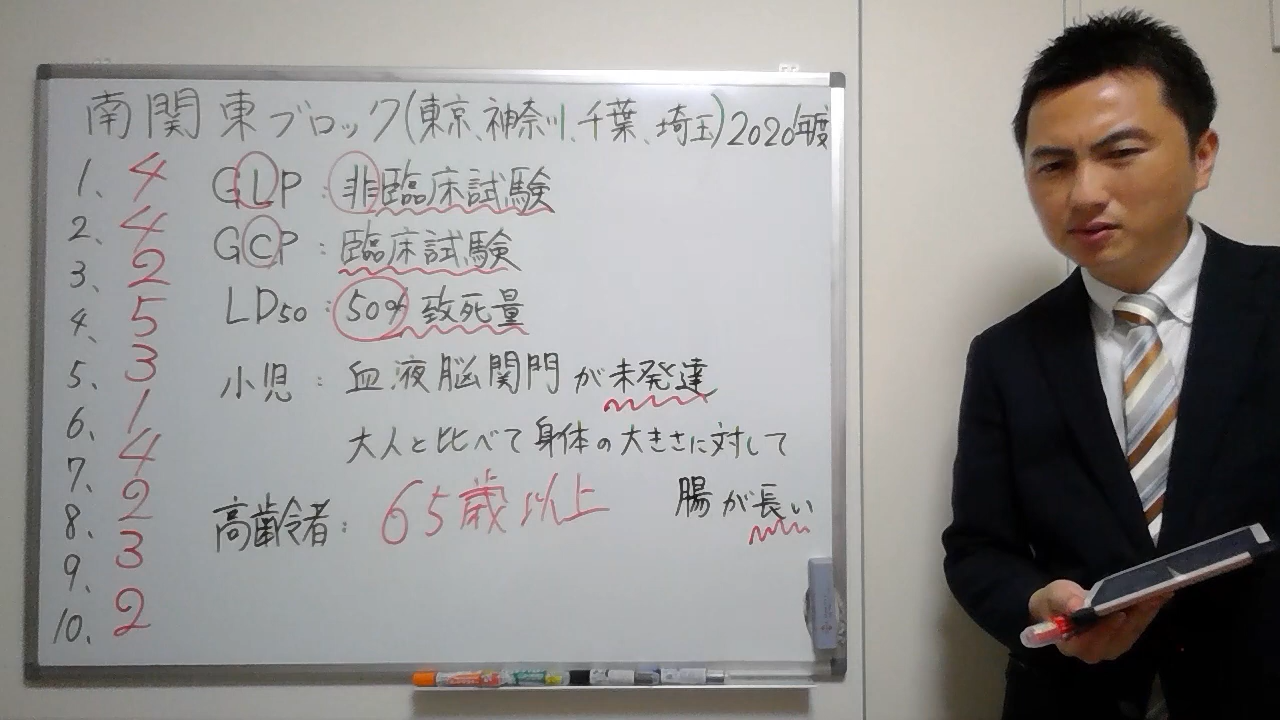 南関東ブロック(東京、神奈川、千葉、埼玉)2020年度
1. 4
2. 4
3. 2
4. 5
5. 3
6. 1
7. 4
8. 2
9. 3
10. 2
GLP:非臨床試験
GCP:臨床試験
LD50:50%致死量
小児:血液脳関門が未発達
大人と比べて身体の大きさに対して
腸が長い
高齢者:65歳以上